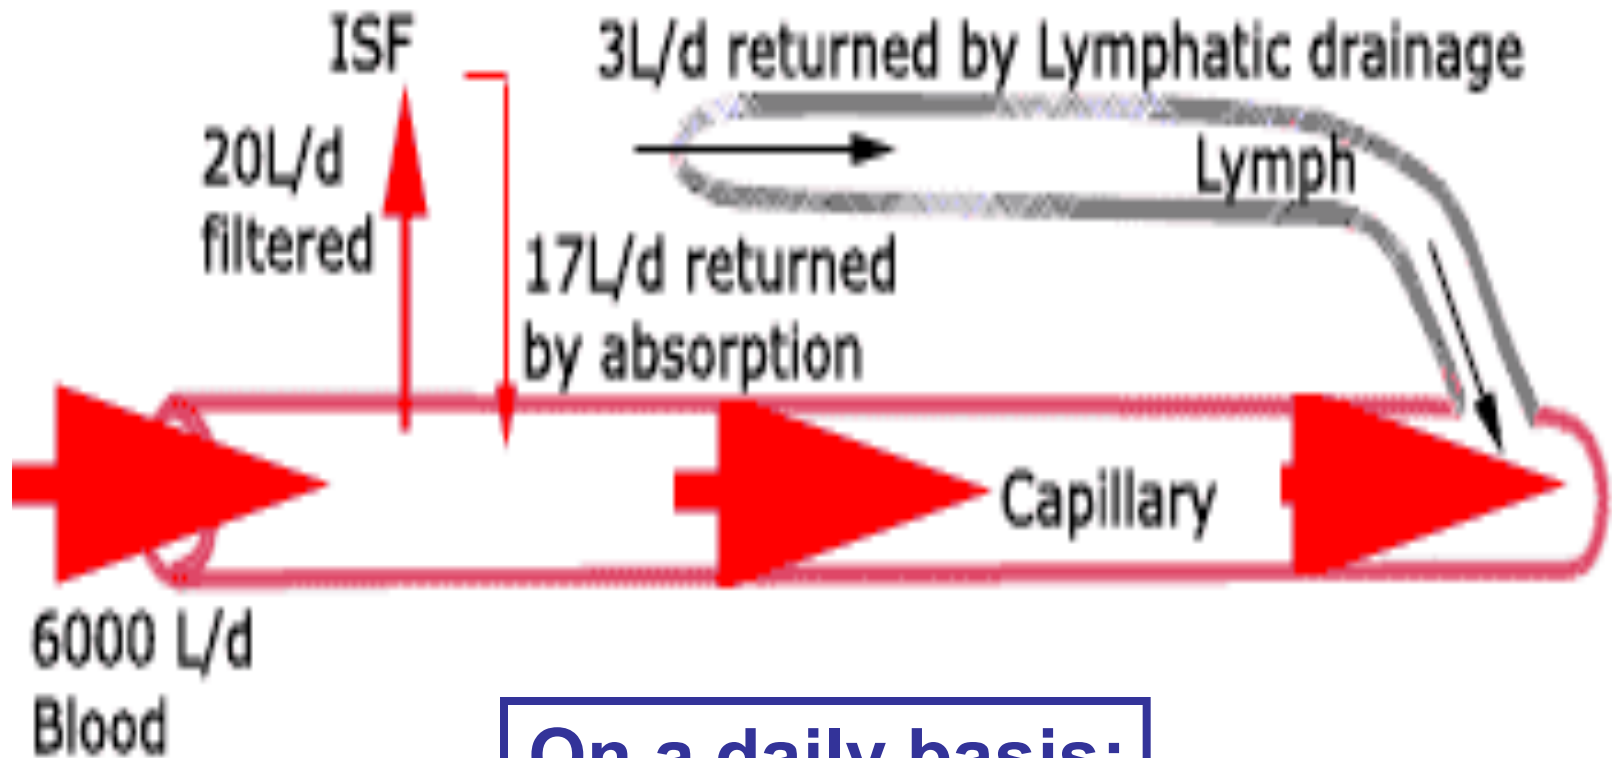 ISF
3L/d returned by Lymphatic drainage
20L/d
filtered
Lymph
17L/d returned
by absorption
Capillary
6000 L/d
Blood
On a daily basis: